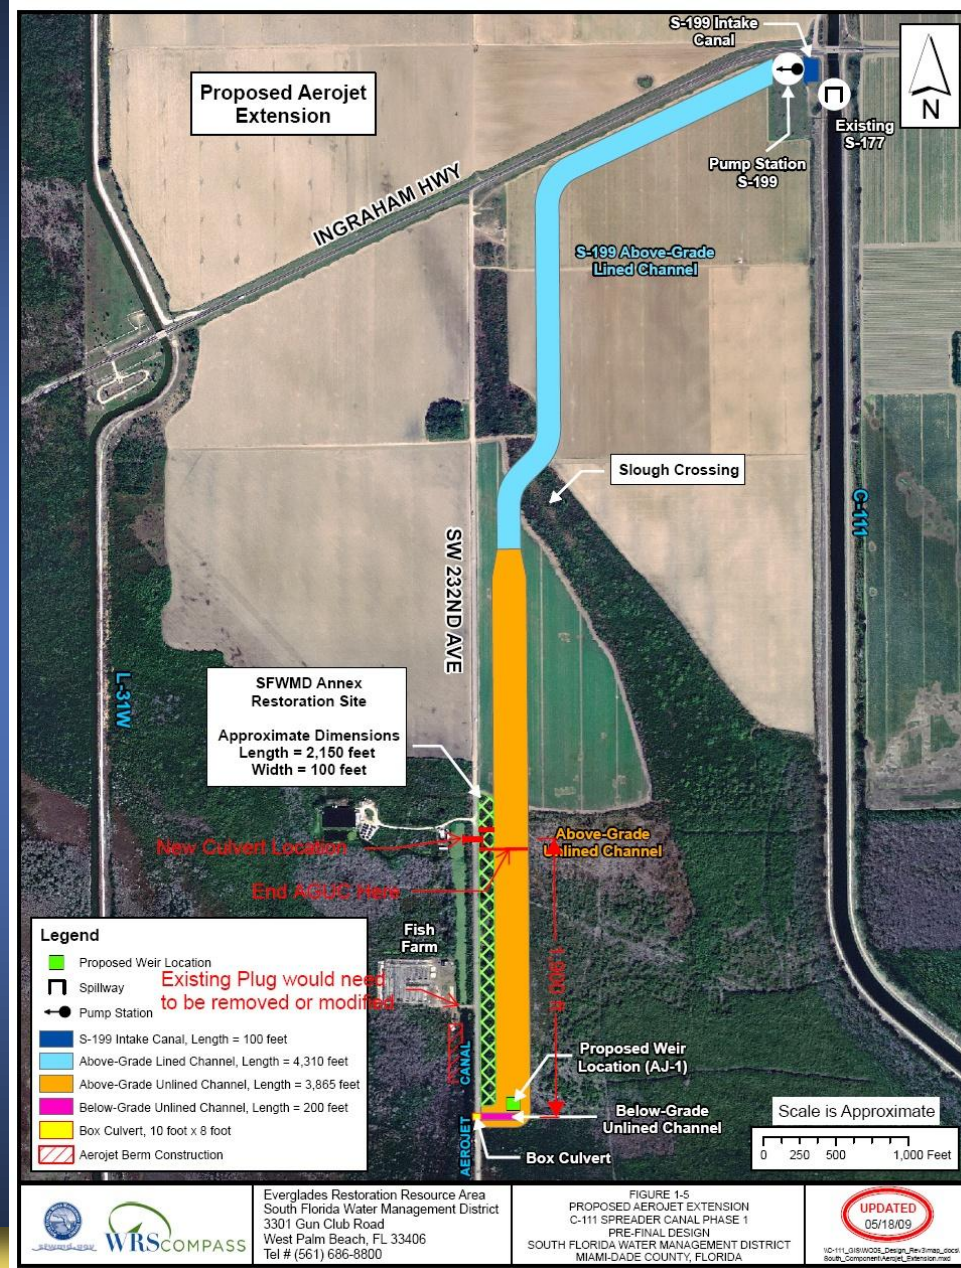 S-199 Intake
Canal
Proposed Aerojet
Extension
N
Existing
S-177
Pump Station
S-199
INGRAHAM HWY
S-199 Above-Grade
Lined Channel
Slough Crossing
C-111
SW 232ND AVE
L-31W
SFWMD Annex
Restoration Site
Approximate Dimensions
Length = 2,150 feet
Width = 100 feet
New Culvert Location
Above-Grade
Unlined Channel
End AGUC Here
Fish
Farm
Existing Plug would need
to be removed or modified
Legend
Proposed Weir Location
Spillway
Pump Station
S-199 Intake Canal, Length = 100 feet
Above-Grade Lined Channel, Length = 4,310 feet
Above-Grade Unlined Channel, Length = 3,865 feet
Below-Grade Unlined Channel, Length = 200 feet
Box Culvert, 10 foot x 8 foot
Aerojet Berm Construction
AEROJET CANAL
Proposed Weir
Location (AJ-1)
Below-Grade
Unlined Channel
Box Culvert
Scale is Approximate
0 250 500 1,000 Feet
sfwmd.gov
WRSCOMPASS
Everglades Restoration Resource Area
South Florida Water Management District
3301 Gun Club Road
West Palm Beach, FL 33406
Tel # (561) 686-8800
FIGURE 1-5
PROPOSED AEROJET EXTENSION
C-111 SPREADER CANAL PHASE 1
PRE-FINAL DESIGN
SOUTH FLORIDA WATER MANAGEMENT DISTRICT
MIAMI-DADE COUNTY, FLORIDA
UPDATED
05/18/09